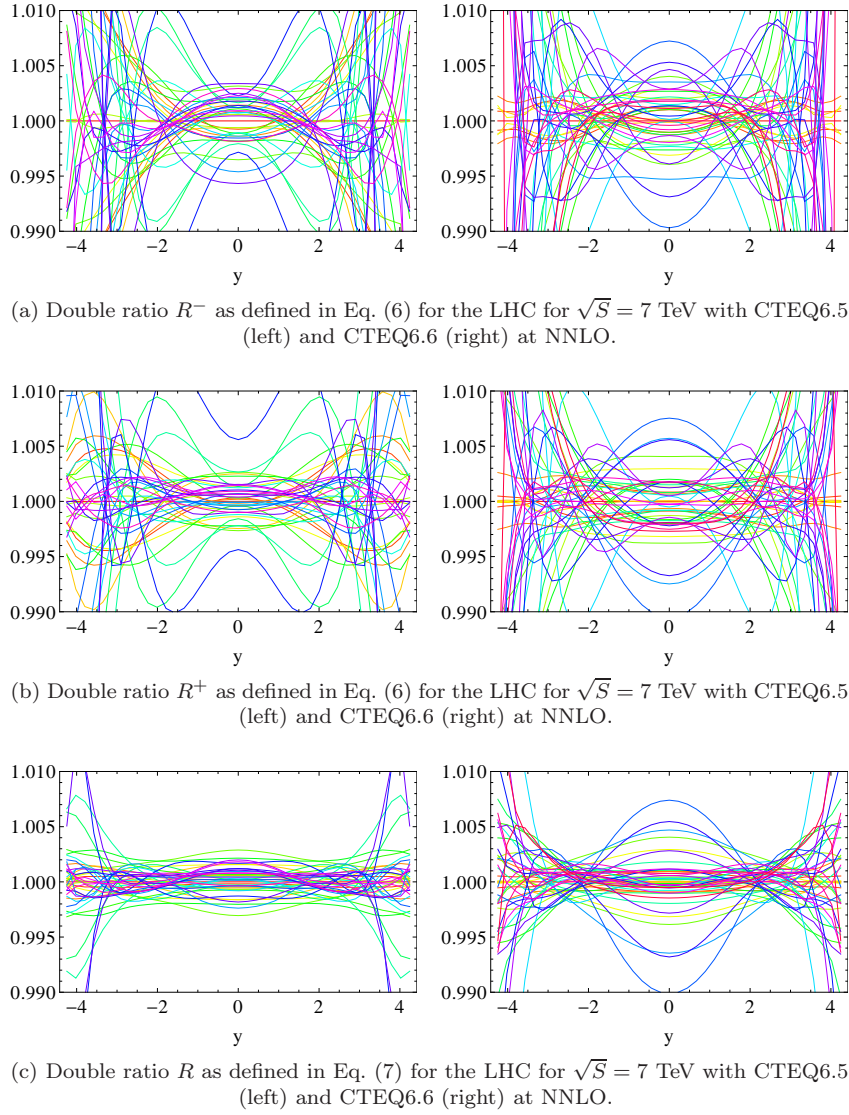 1.010
1.005
1.000
0.995
0.990
−4 −2 0 2 4
y
1.010
1.005
1.000
0.995
0.990
−4 −2 0 2 4
y
(a) Double ratio R⁻ as defined in Eq. (6) for the LHC for √S = 7 TeV with CTEQ6.5
(left) and CTEQ6.6 (right) at NNLO.
1.010
1.005
1.000
0.995
0.990
−4 −2 0 2 4
y
1.010
1.005
1.000
0.995
0.990
−4 −2 0 2 4
y
(b) Double ratio R⁺ as defined in Eq. (6) for the LHC for √S = 7 TeV with CTEQ6.5
(left) and CTEQ6.6 (right) at NNLO.
1.010
1.005
1.000
0.995
0.990
−4 −2 0 2 4
y
1.010
1.005
1.000
0.995
0.990
−4 −2 0 2 4
y
(c) Double ratio R as defined in Eq. (7) for the LHC for √S = 7 TeV with CTEQ6.5
(left) and CTEQ6.6 (right) at NNLO.